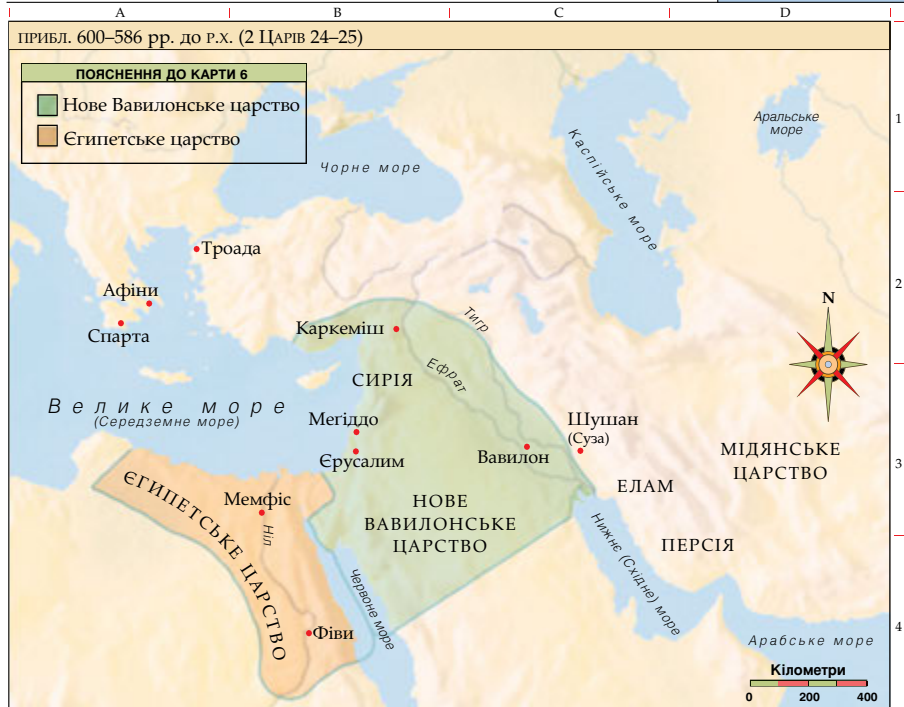 A B C D
ПРИБЛ. 600–586 рр. до Р.Х. (2 Царів 24–25)
ПОЯСНЕННЯ ДО КАРТИ 6
Нове Вавилонське царство
Єгипетське царство
1
Аральське
море
Каспійське море
Чорне море
Троада
2
Афіни
N
Спарта
Каркеміш
Тигр
Ефрат
СИРІЯ
Велике море
(Середземне море)
Мегіддо
Шушан
(Суза)
Єрусалим
Вавилон
МІДЯНСЬКЕ
ЦАРСТВО
3
ЄГИПЕТСЬКЕ ЦАРСТВО
Мемфіс
Ніл
ЕЛАМ
НОВЕ
ВАВИЛОНСЬКЕ
ЦАРСТВО
Нижнє (Східне) море
ПЕРСІЯ
Червоне море
Фіви
4
Арабське море
Кілометри
0 200 400